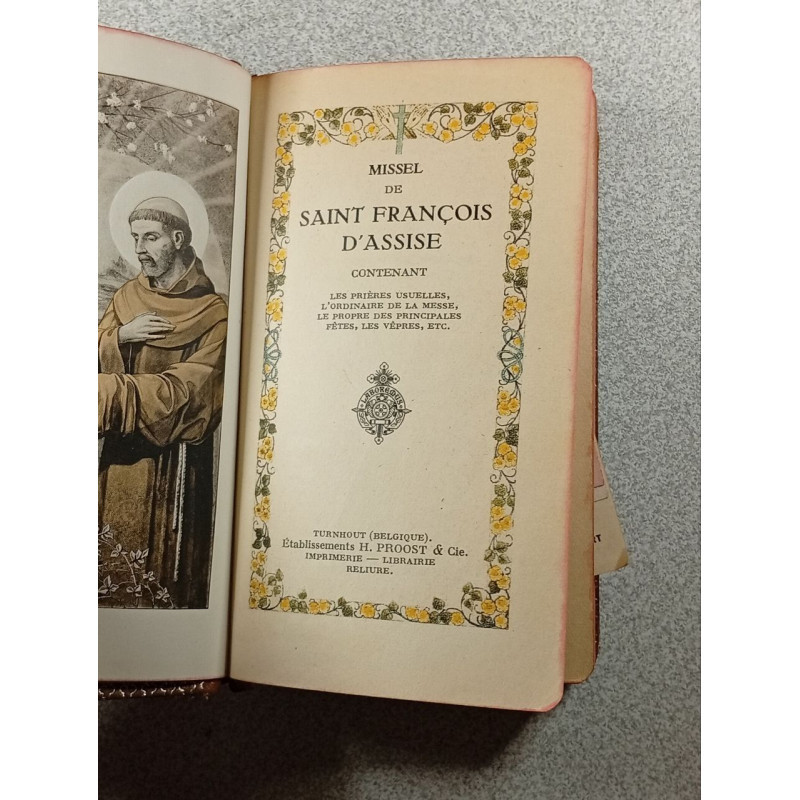 MISSEL
DE
SAINT FRANÇOIS
D'ASSISE
CONTENANT
LES PRIÈRES USUELLES,
L'ORDINAIRE DE LA MESSE,
LE PROPRE DES PRINCIPALES
FÊTES, LES VÊPRES, ETC.
LABOREMUS
TURNHOUT (BELGIQUE).
Établissements H. PROOST & Cie.
IMPRIMERIE — LIBRAIRIE
RELIURE.